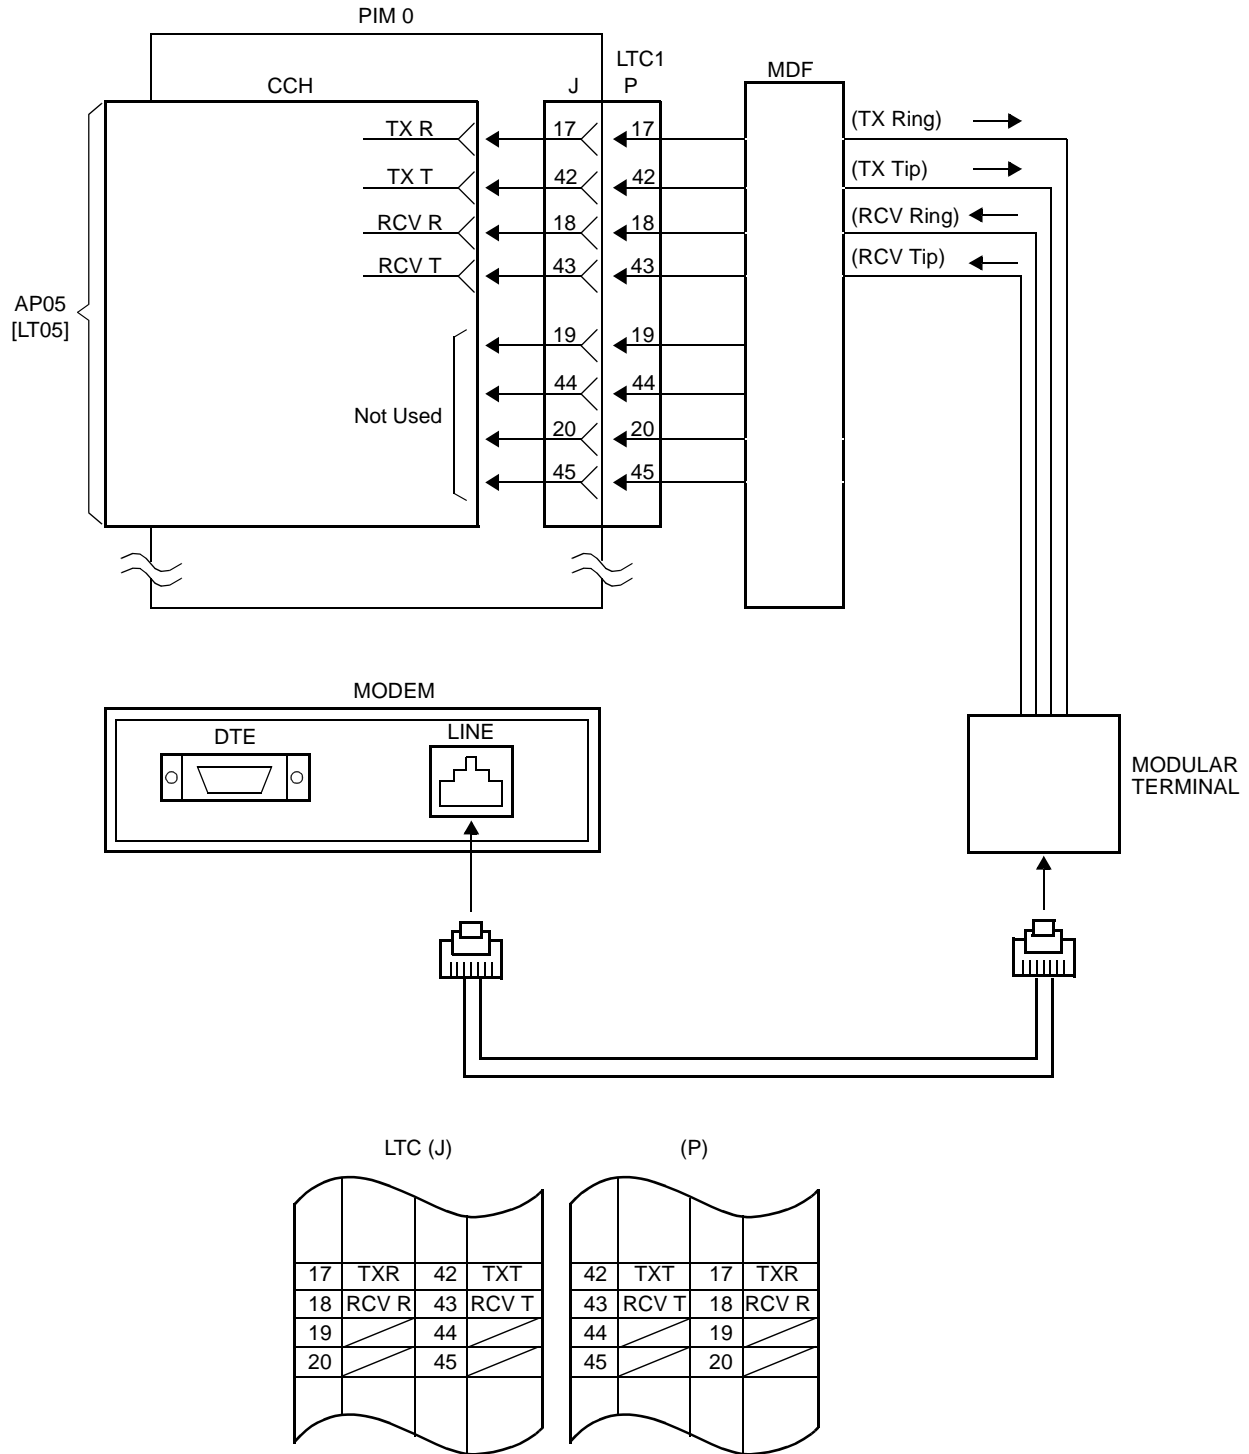 PIM 0
LTC1
CCH J P MDF
TX R 17 17 (TX Ring)
TX T 42 42 (TX Tip)
RCV R 18 18 (RCV Ring)
RCV T 43 43 (RCV Tip)
AP05
[LT05]
19 19
44 44
Not Used
20 20
45 45
MODEM
DTE LINE
MODULAR
TERMINAL
LTC (J) (P)
17 TXR 42 TXT 42 TXT 17 TXR
18 RCV R 43 RCV T 43 RCV T 18 RCV R
19 44 44 19
20 45 45 20